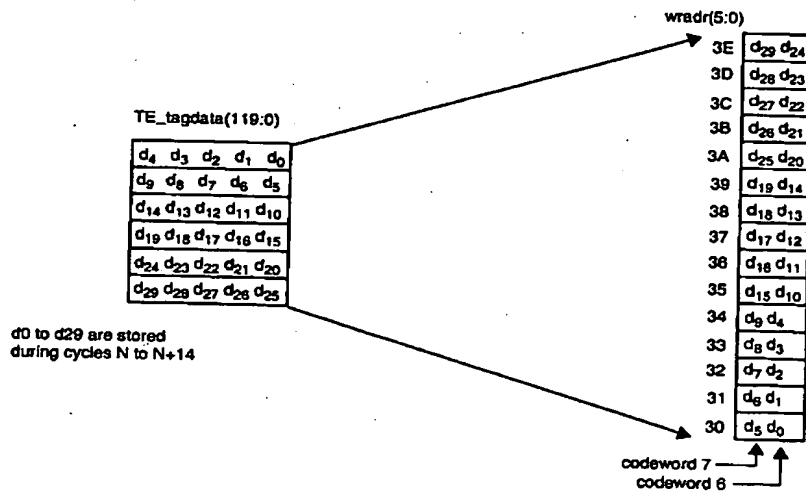 wradr(5:0)
3E d29 d24
3D d28 d23
3C d27 d22
3B d26 d21
3A d25 d20
39 d19 d14
38 d18 d13
37 d17 d12
36 d16 d11
35 d15 d10
34 d9 d4
33 d8 d3
32 d7 d2
31 d6 d1
30 d5 d0
TE_tagdata(119:0)
d4 d3 d2 d1 d0
d9 d8 d7 d6 d5
d14 d13 d12 d11 d10
d19 d18 d17 d16 d15
d24 d23 d22 d21 d20
d29 d28 d27 d26 d25
d0 to d29 are stored
during cycles N to N+14
codeword 7
codeword 6